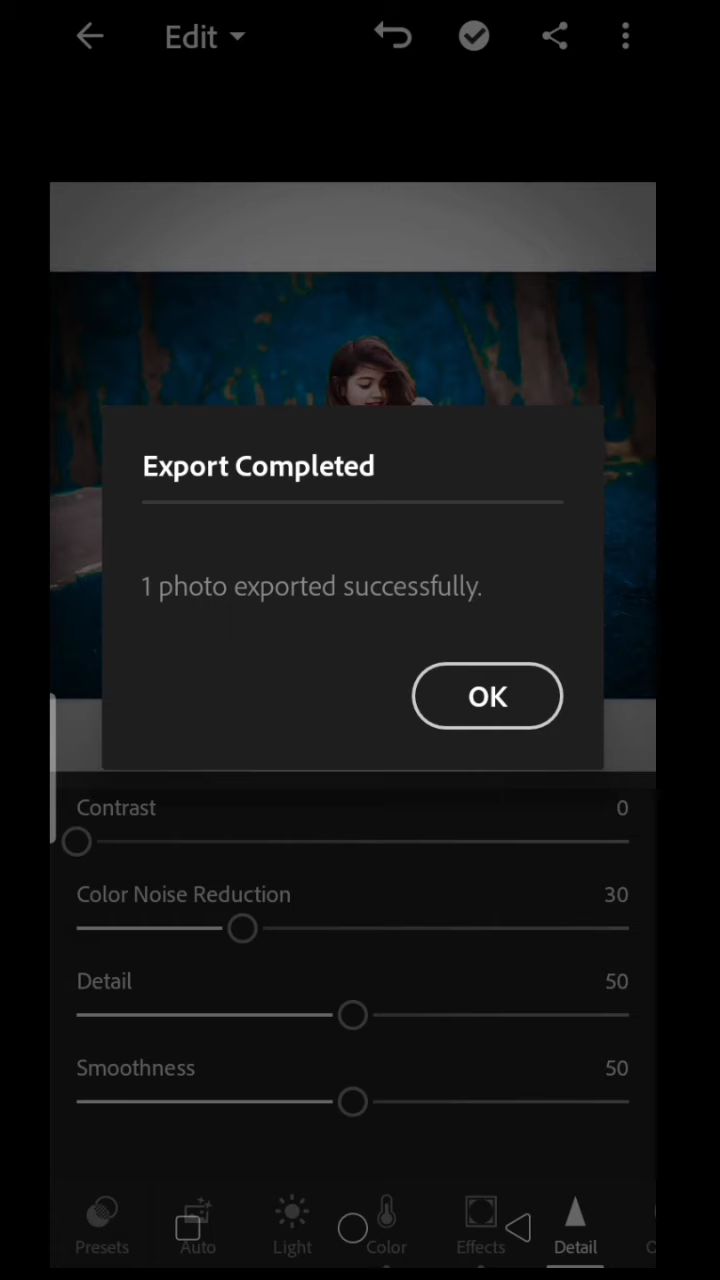 Edit
Export Completed
1 photo exported successfully.
OK
Contrast 0
Color Noise Reduction 30
Detail 50
Smoothness 50
Presets Auto Light Color Effects Detail